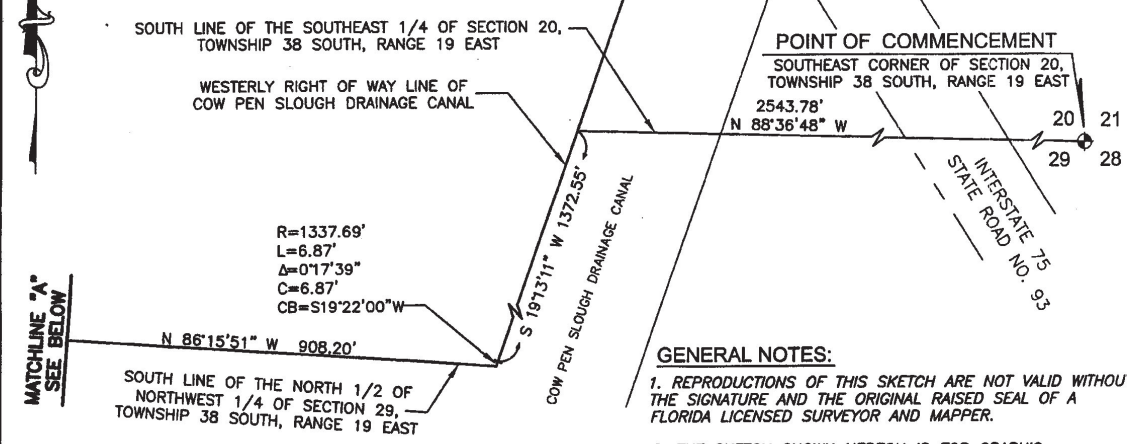 SOUTH LINE OF THE SOUTHEAST 1/4 OF SECTION 20,
TOWNSHIP 38 SOUTH, RANGE 19 EAST
WESTERLY RIGHT OF WAY LINE OF
COW PEN SLOUGH DRAINAGE CANAL
POINT OF COMMENCEMENT
SOUTHEAST CORNER OF SECTION 20,
TOWNSHIP 38 SOUTH, RANGE 19 EAST
2543.78'
N 88°36'48" W
20 21
29 28
INTERSTATE 75
STATE ROAD NO. 93
S 19°13'11" W 1372.55'
COW PEN SLOUGH DRAINAGE CANAL
R=1337.69'
L=6.87'
Δ=0°17'39"
C=6.87'
CB=S19°22'00"W
MATCHLINE "A"
SEE BELOW
N 86°15'51" W 908.20'
SOUTH LINE OF THE NORTH 1/2 OF
NORTHWEST 1/4 OF SECTION 29,
TOWNSHIP 38 SOUTH, RANGE 19 EAST
GENERAL NOTES:
1. REPRODUCTIONS OF THIS SKETCH ARE NOT VALID WITHOU
THE SIGNATURE AND THE ORIGINAL RAISED SEAL OF A
FLORIDA LICENSED SURVEYOR AND MAPPER.